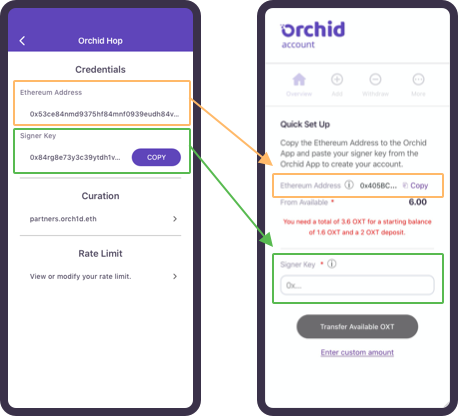 Orchid Hop
Credentials
Ethereum Address
0x53ce84nmd9375hf84mnf0939eudh84v...
Signer Key
0x84rg8e73y3c39ytdh1v...
COPY
Curation
partners.orch1d.eth
Rate Limit
View or modify your rate limit.
orchid
account
Overview
Add
Withdraw
More
Quick Set Up
Copy the Ethereum Address to the Orchid
App and paste your signer key from the
Orchid App to create your account.
Ethereum Address
0x405BC...
Copy
From Available *
6.00
You need a total of 3.6 OXT for a starting balance
of 1.6 OXT and a 2 OXT deposit.
Signer Key *
0x...
Transfer Available OXT
Enter custom amount